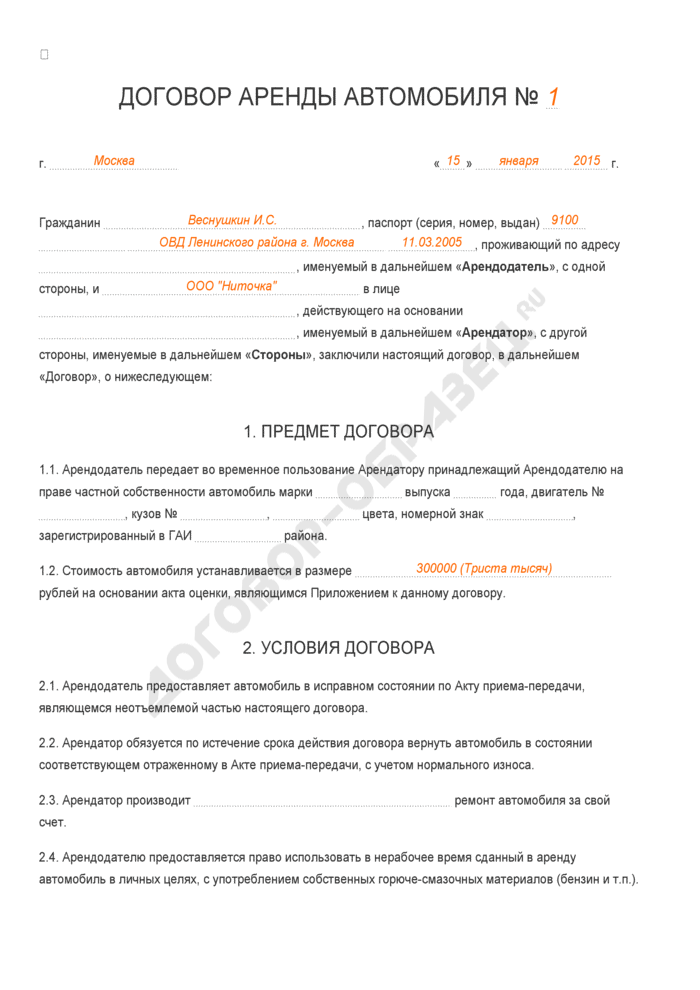 ДОГОВОР АРЕНДЫ АВТОМОБИЛЯ № 1
г. Москва « 15 » января 2015 г.
Гражданин Веснушкин И.С. , паспорт (серия, номер, выдан) 9100
ОВД Ленинского района г. Москва 11.03.2005 , проживающий по адресу
, именуемый в дальнейшем «Арендодатель», с одной
стороны, и ООО "Ниточка" в лице
, действующего на основании
, именуемый в дальнейшем «Арендатор», с другой
стороны, именуемые в дальнейшем «Стороны», заключили настоящий договор, в дальнейшем
«Договор», о нижеследующем:
1. ПРЕДМЕТ ДОГОВОРА
1.1. Арендодатель передает во временное пользование Арендатору принадлежащий Арендодателю на
праве частной собственности автомобиль марки выпуска года, двигатель №
, кузов № , цвета, номерной знак ,
зарегистрированный в ГАИ района.
1.2. Стоимость автомобиля устанавливается в размере 300000 (Триста тысяч)
рублей на основании акта оценки, являющимся Приложением к данному договору.
2. УСЛОВИЯ ДОГОВОРА
2.1. Арендодатель предоставляет автомобиль в исправном состоянии по Акту приема-передачи,
являющемся неотъемлемой частью настоящего договора.
2.2. Арендатор обязуется по истечение срока действия договора вернуть автомобиль в состоянии
соответствующем отраженному в Акте приема-передачи, с учетом нормального износа.
2.3. Арендатор производит ремонт автомобиля за свой
счет.
2.4. Арендодателю предоставляется право использовать в нерабочее время сданный в аренду
автомобиль в личных целях, с употреблением собственных горюче-смазочных материалов (бензин и т.п.).
ДОГОВОР-ОБРАЗЕЦ.RU